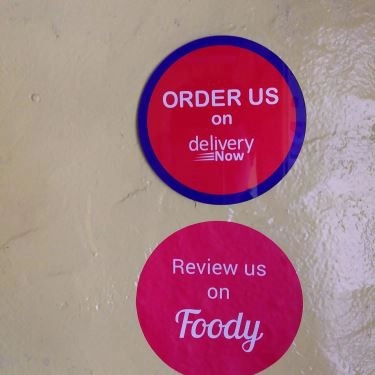 ORDER US
on
delivery
Now
Review us
on
Foody